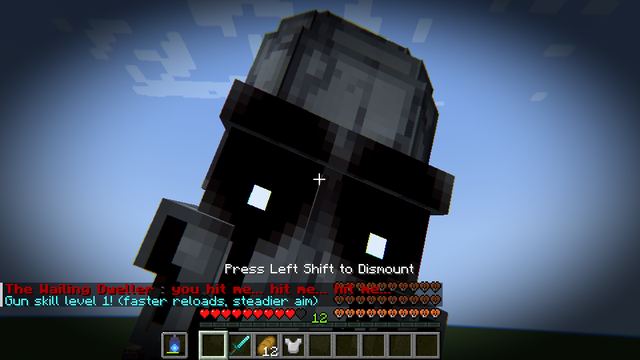 Press Left Shift to Dismount
The Wailing Dweller : you hit me... hit me... hit me...
Gun skill level 1! (faster reloads, steadier aim)
12
12